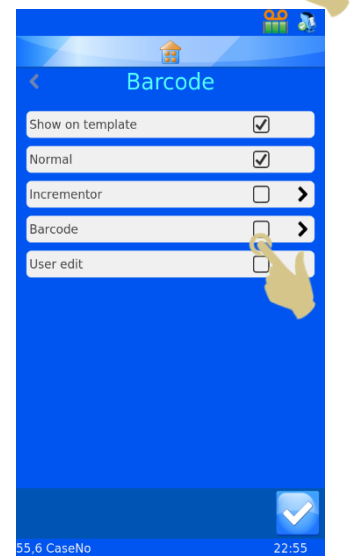 Barcode
Show on template
Normal
Incrementor
Barcode
User edit
55,6 CaseNo 22:55